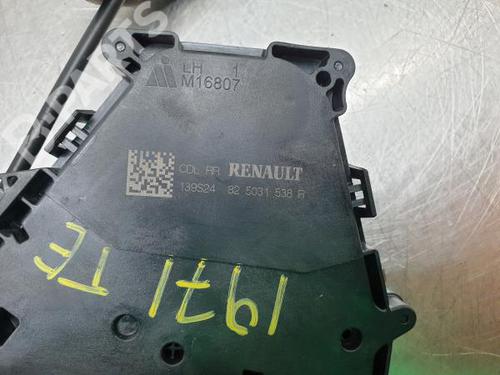 LH 1
M16807
CDL RR RENAULT
139S24 82 5031 538 R
1971 TE